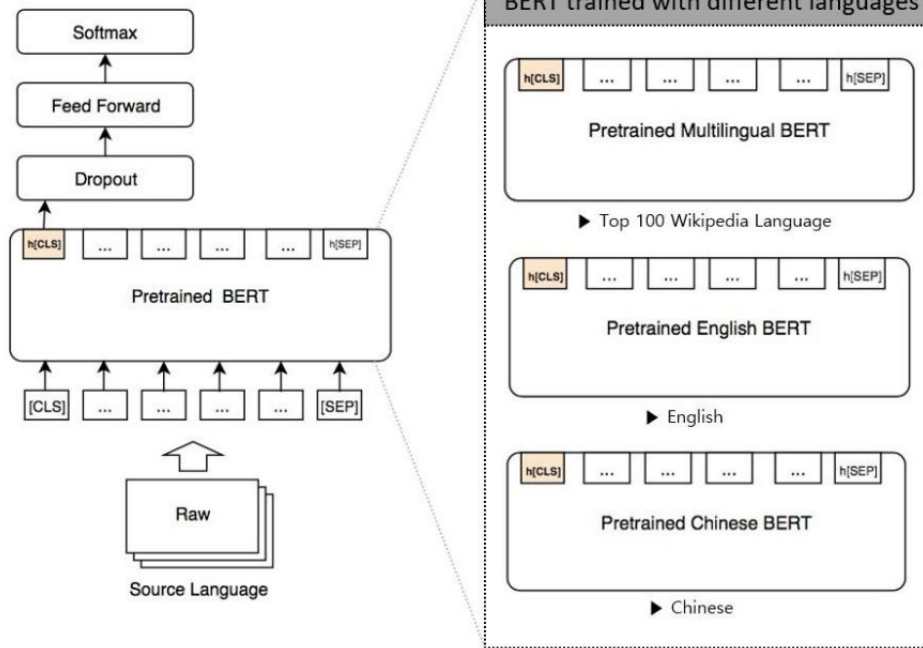 Softmax
Feed Forward
Dropout
h[CLS] ... ... ... ... h[SEP]
Pretrained BERT
[CLS] ... ... ... ... [SEP]
Raw
Source Language
BERT trained with different languages
h[CLS] ... ... ... ... h[SEP]
Pretrained Multilingual BERT
▶ Top 100 Wikipedia Language
h[CLS] ... ... ... ... h[SEP]
Pretrained English BERT
▶ English
h[CLS] ... ... ... ... h[SEP]
Pretrained Chinese BERT
▶ Chinese